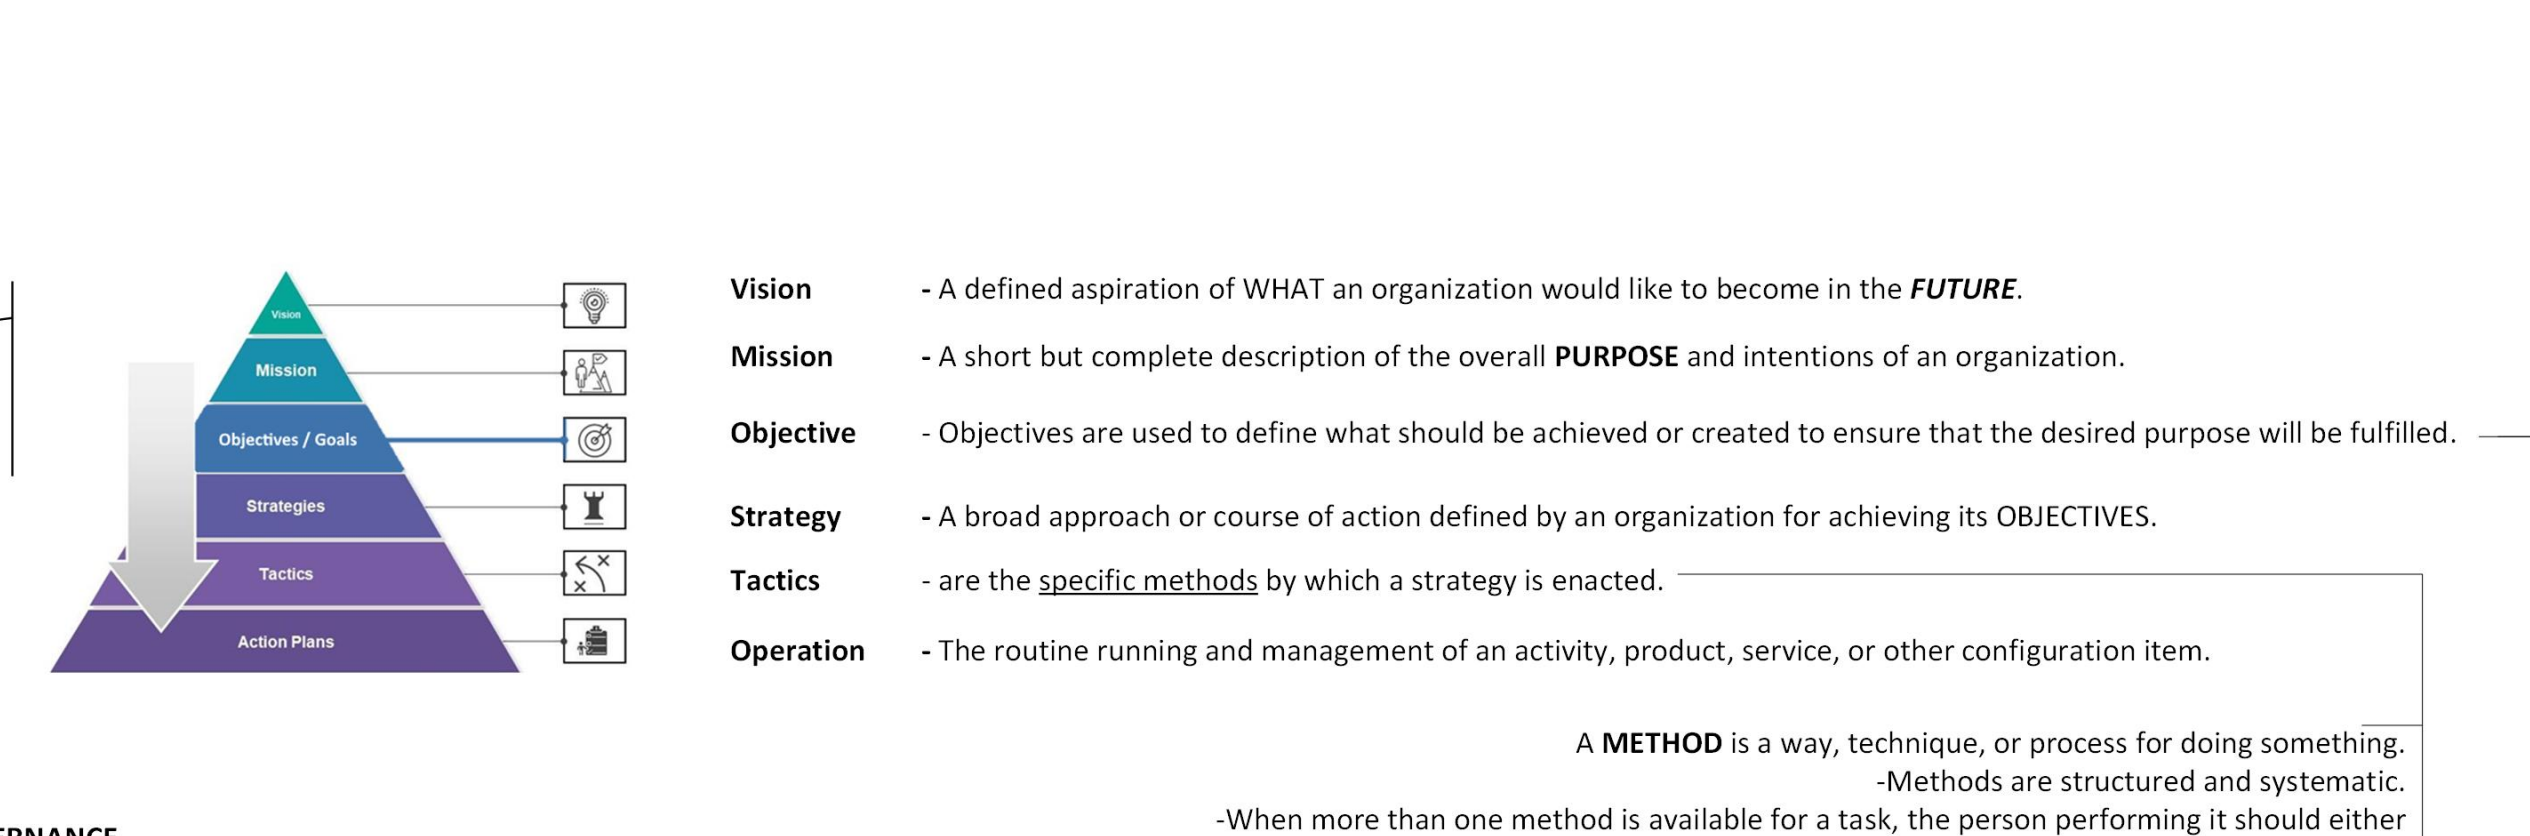 Vision
Mission
Objectives / Goals
Strategies
Tactics
Action Plans
Vision - A defined aspiration of WHAT an organization would like to become in the FUTURE.
Mission - A short but complete description of the overall PURPOSE and intentions of an organization.
Objective - Objectives are used to define what should be achieved or created to ensure that the desired purpose will be fulfilled.
Strategy - A broad approach or course of action defined by an organization for achieving its OBJECTIVES.
Tactics - are the specific methods by which a strategy is enacted.
Operation - The routine running and management of an activity, product, service, or other configuration item.
A METHOD is a way, technique, or process for doing something.
-Methods are structured and systematic.
-When more than one method is available for a task, the person performing it should either